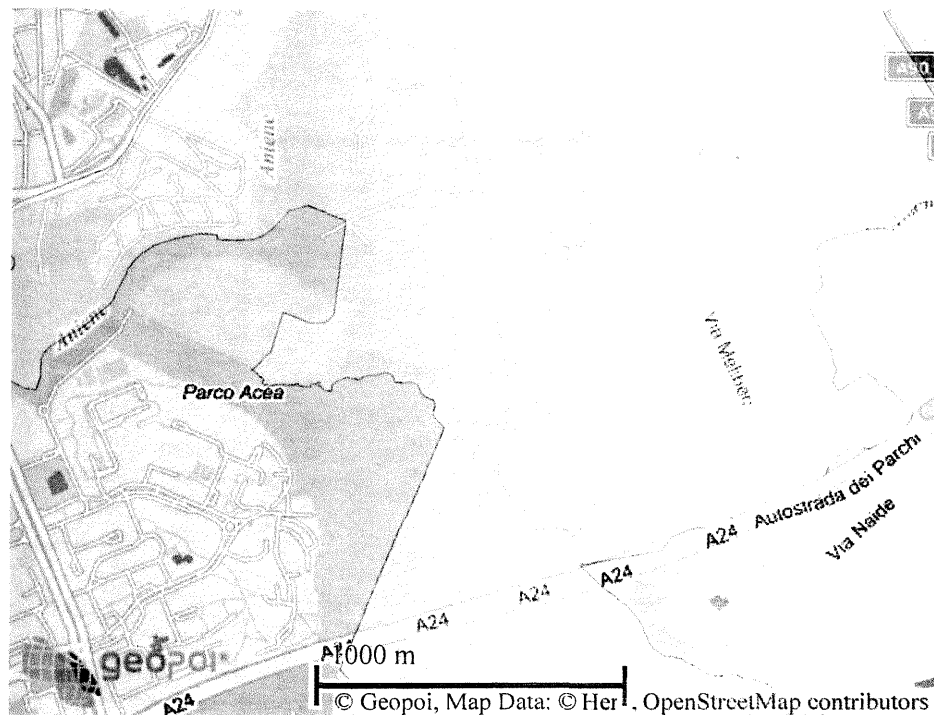 Aniene
Aniene
Parco Acea
Via Melibeo
Autostrada dei Parchi
Via Naide
A24
A24
A24
A24
A24
A24
geopoi
1000 m
© Geopoi, Map Data: © Her
, OpenStreetMap contributors